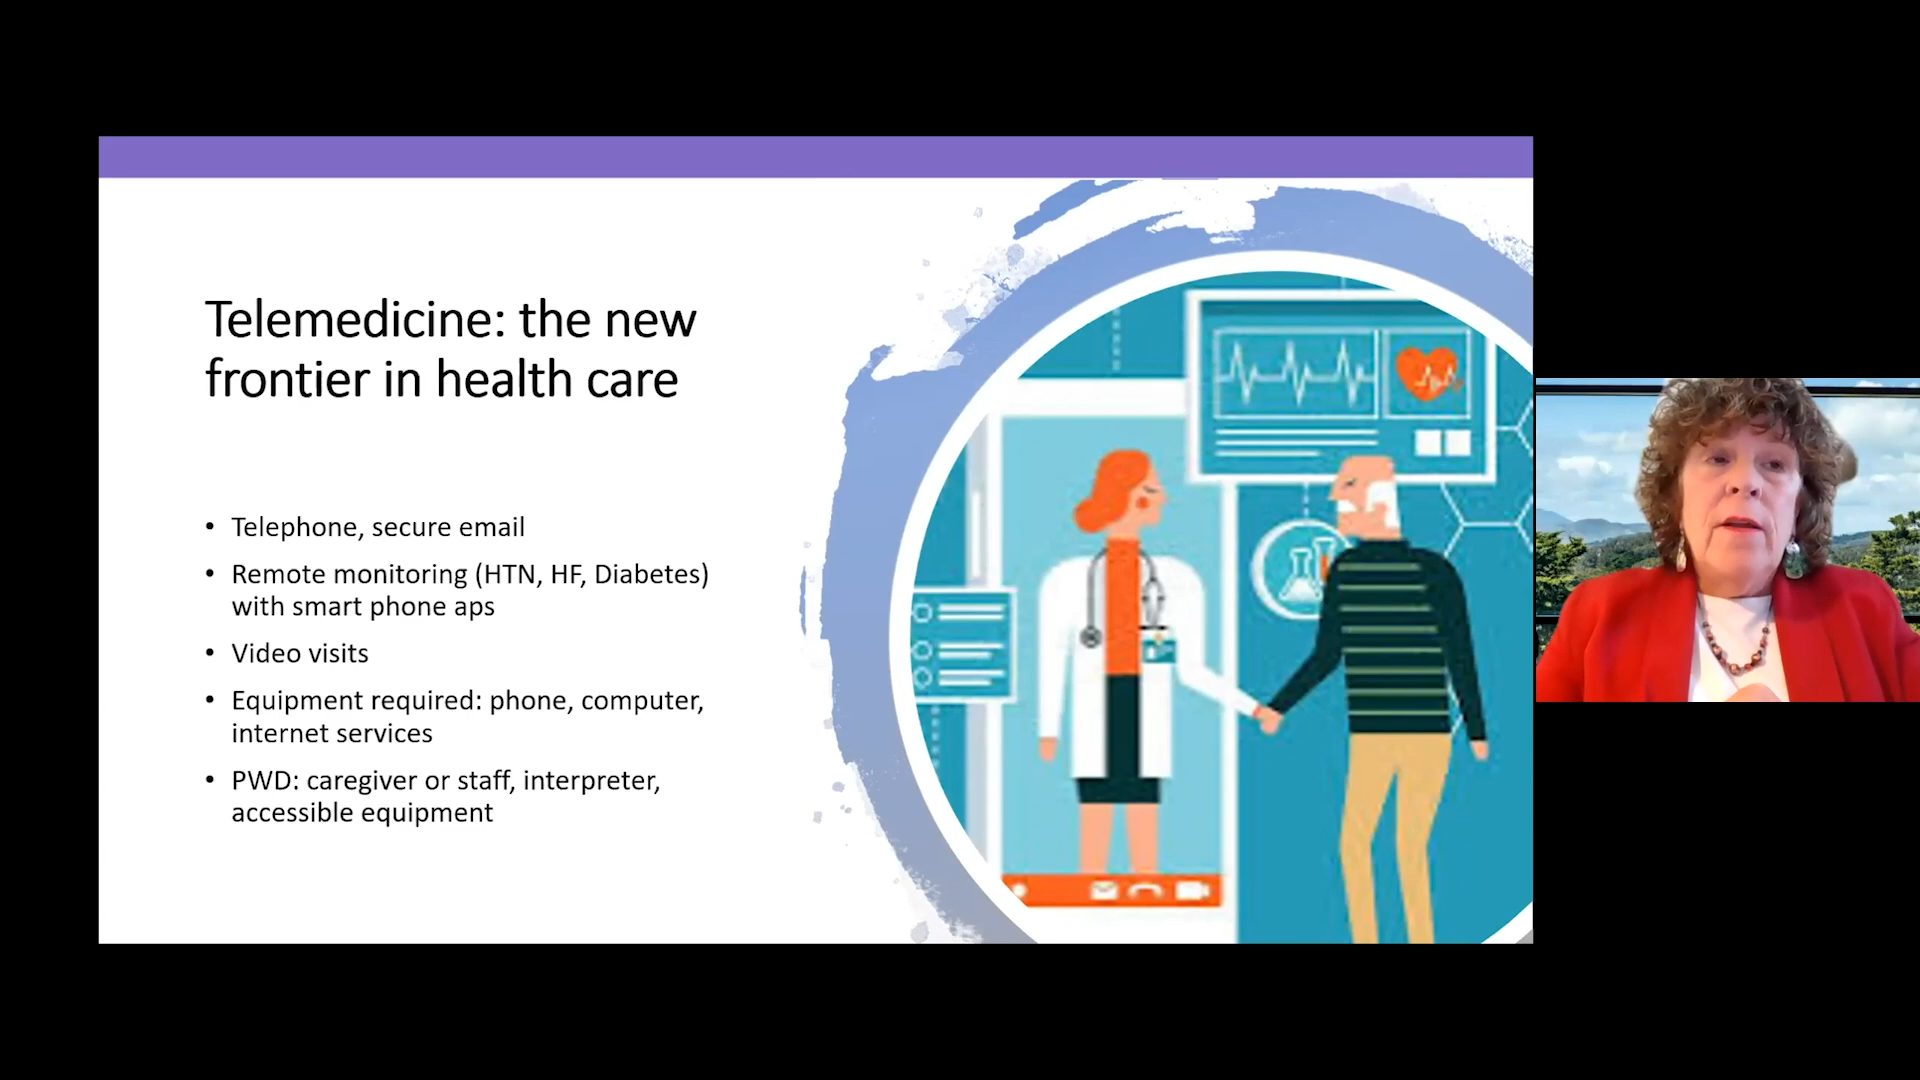 Telemedicine: the new
frontier in health care
• Telephone, secure email
• Remote monitoring (HTN, HF, Diabetes)
with smart phone aps
• Video visits
• Equipment required: phone, computer,
internet services
• PWD: caregiver or staff, interpreter,
accessible equipment